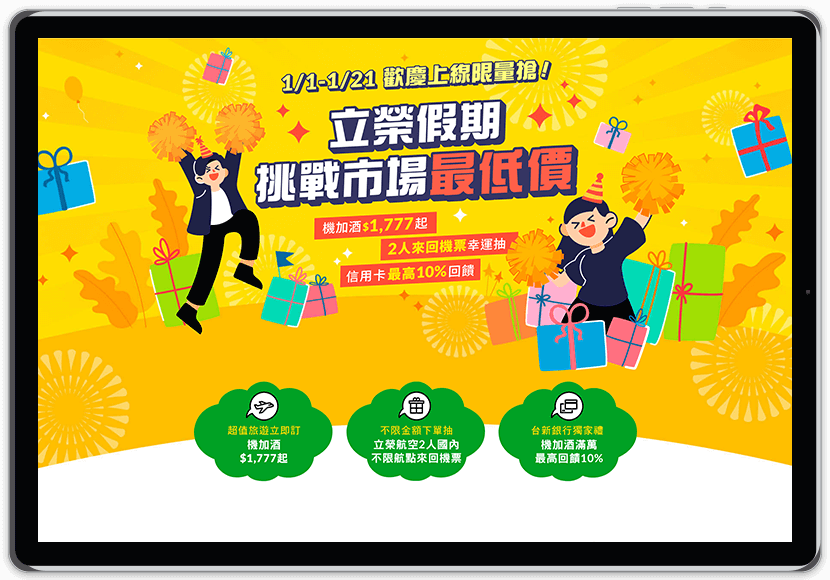 1/1-1/21 歡慶上線限量搶!
立榮假期
挑戰市場最低價
機加酒$1,777起
2人來回機票幸運抽
信用卡最高10%回饋
超值旅遊立即訂
機加酒
$1,777起
不限金額下單抽
立榮航空2人國內
不限航點來回機票
台新銀行獨家禮
機加酒滿萬
最高回饋10%